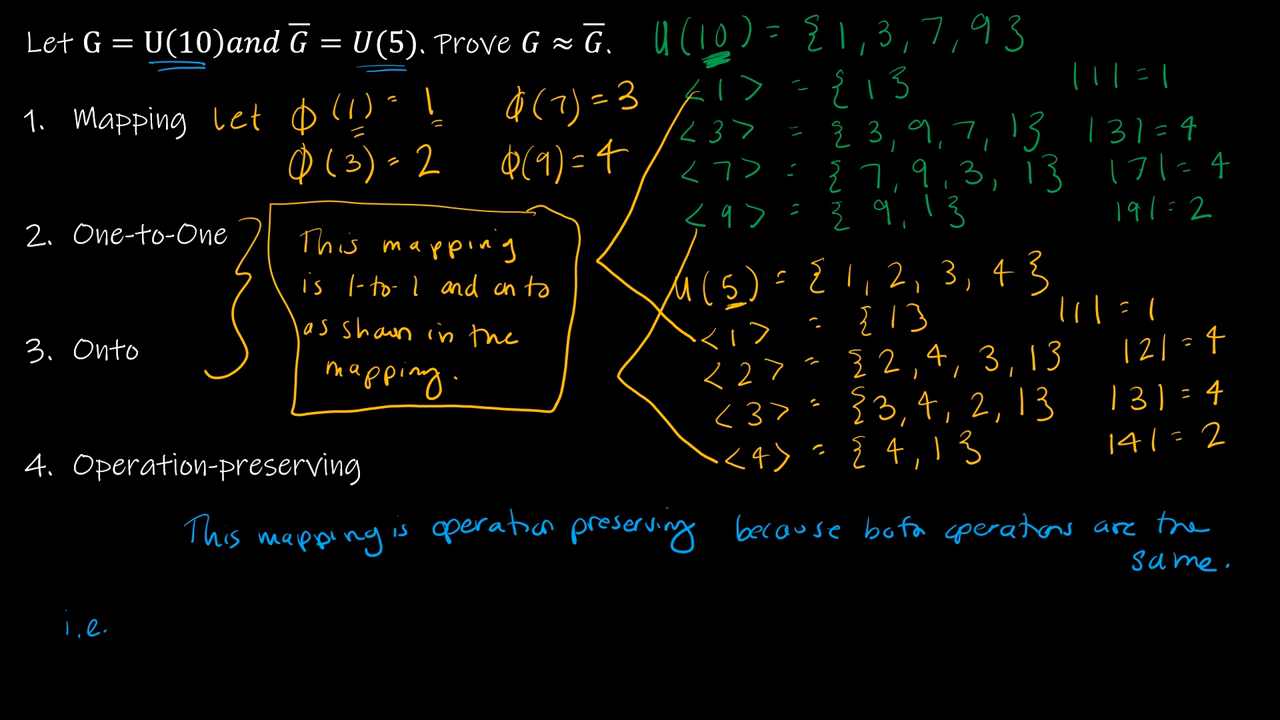 Let G = U(10)and G̅ = U(5). Prove G ≈ G̅.
1. Mapping Let ϕ(1) = 1 ϕ(7) = 3
ϕ(3) = 2 ϕ(9) = 4
2. One-to-One
3. Onto
This mapping
is 1-to-1 and onto
as shown in the
mapping.
U(10) = {1, 3, 7, 9}
<1> = {1} |1| = 1
<3> = {3, 9, 7, 1} |3| = 4
<7> = {7, 9, 3, 1} |7| = 4
<9> = {9, 1} |9| = 2
U(5) = {1, 2, 3, 4}
<1> = {1} |1| = 1
<2> = {2, 4, 3, 1} |2| = 4
<3> = {3, 4, 2, 1} |3| = 4
<4> = {4, 1} |4| = 2
4. Operation-preserving
This mapping is operation preserving because both operations are the
same.
i.e.